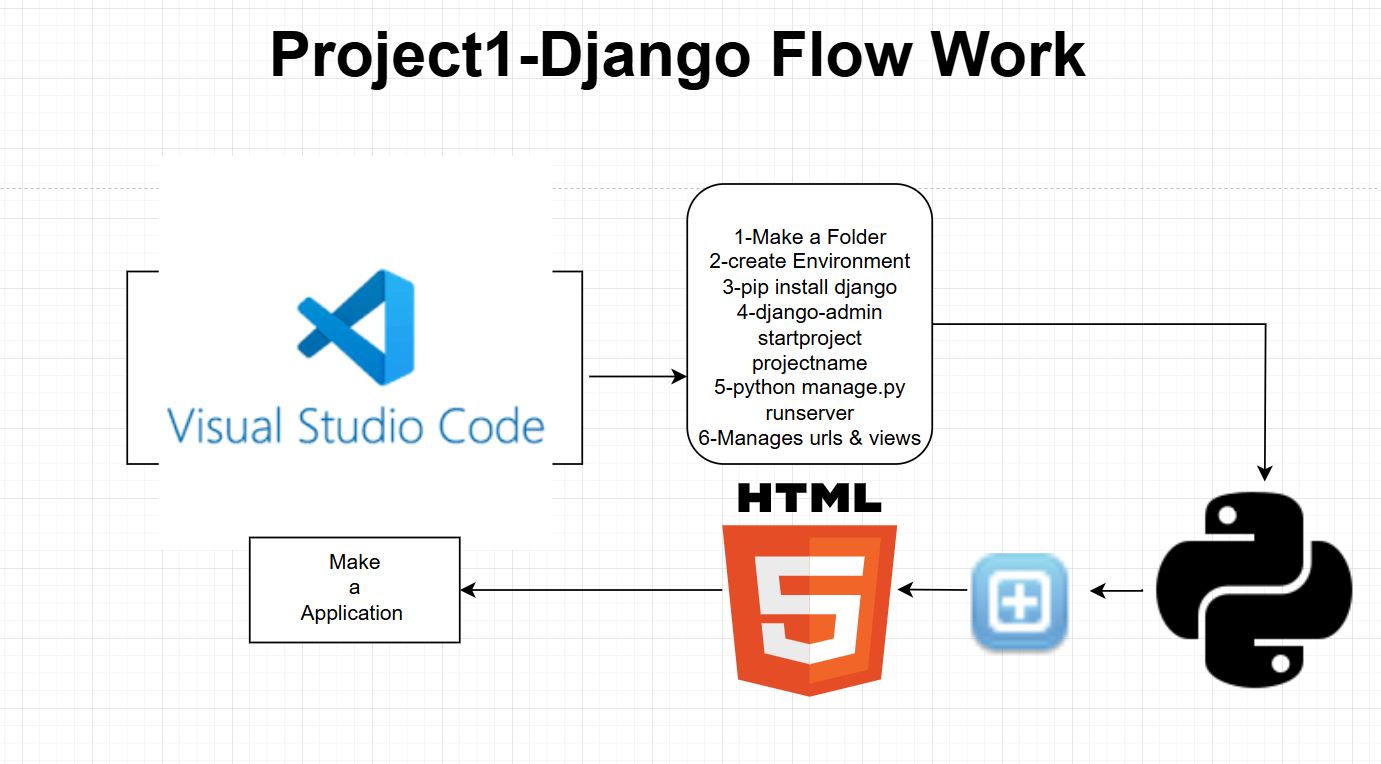 Project1-Django Flow Work
Visual Studio Code
1-Make a Folder
2-create Environment
3-pip install django
4-django-admin
startproject
projectname
5-python manage.py
runserver
6-Manages urls & views
HTML
5
Make
a
Application